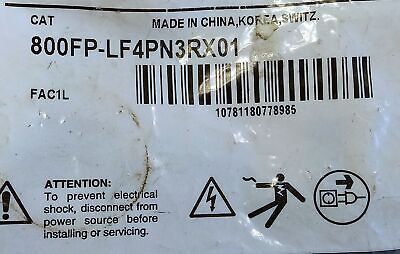 CAT
MADE IN CHINA,KOREA,SWITZ.
800FP-LF4PN3RX01
FAC1L
10781180778985
ATTENTION:
To prevent electrical
shock, disconnect from
power source before
installing or servicing.